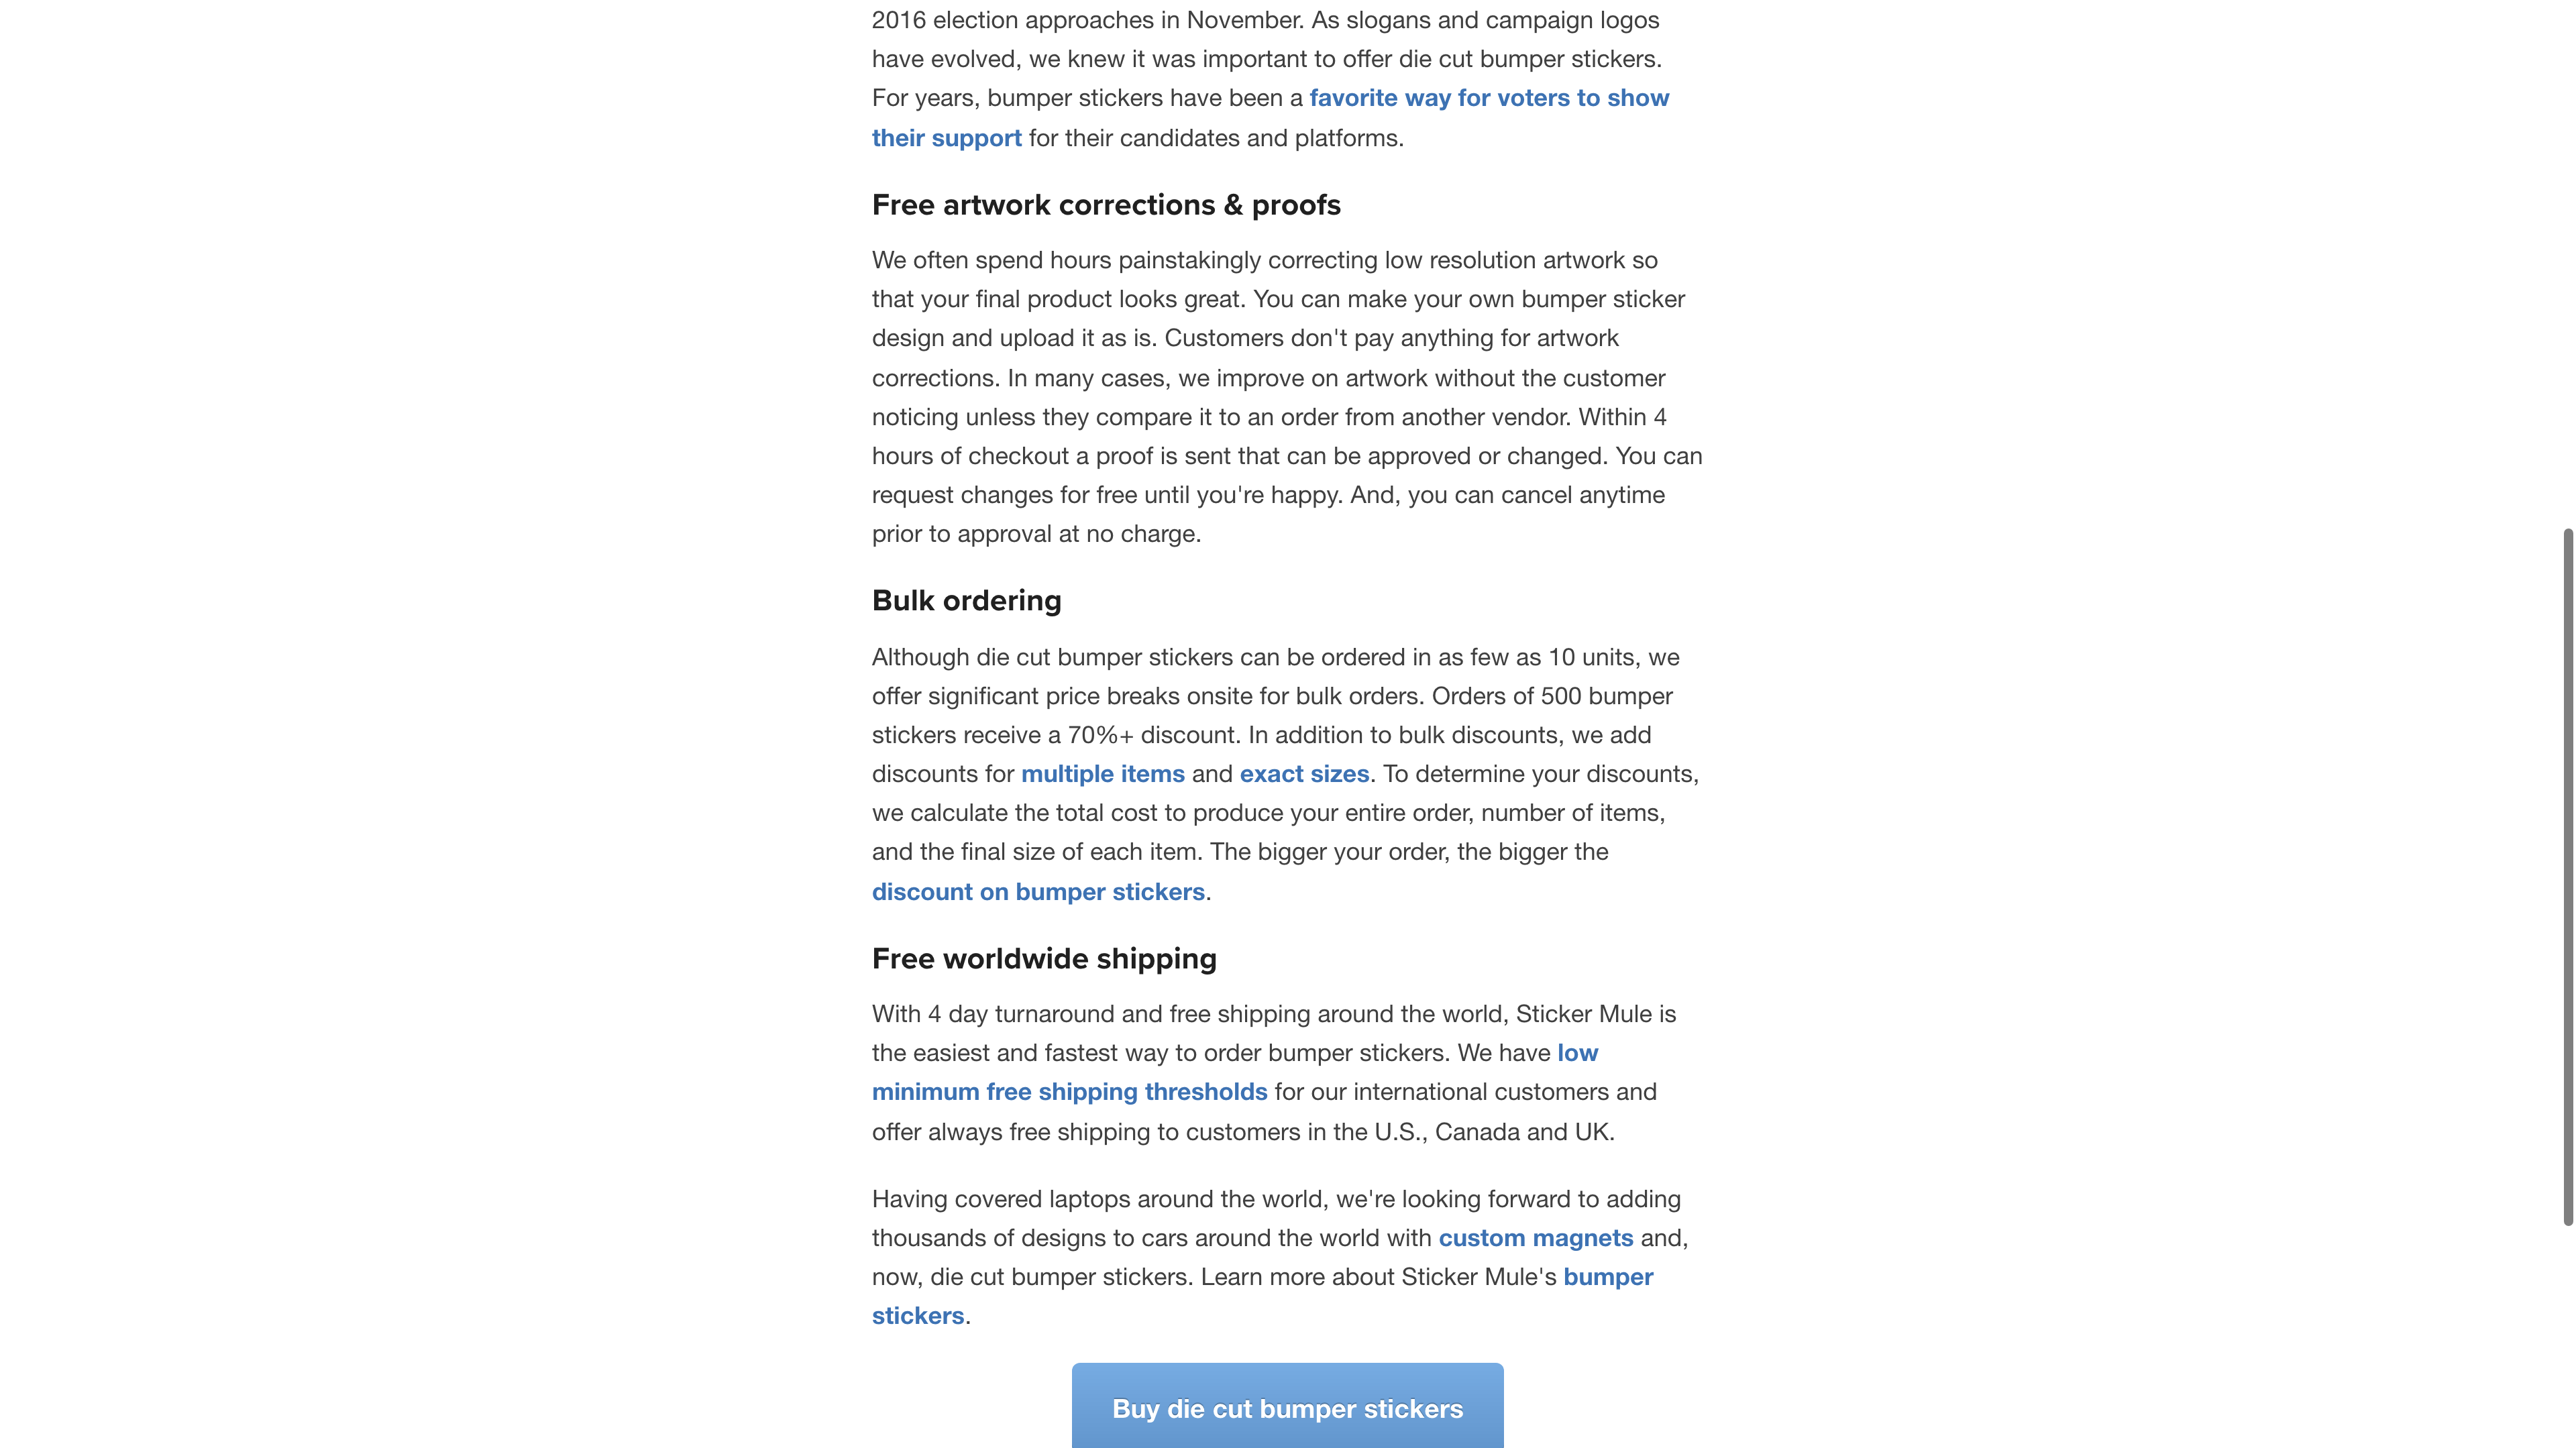 2016 election approaches in November. As slogans and campaign logos
have evolved, we knew it was important to offer die cut bumper stickers.
For years, bumper stickers have been a favorite way for voters to show
their support for their candidates and platforms.
Free artwork corrections & proofs
We often spend hours painstakingly correcting low resolution artwork so
that your final product looks great. You can make your own bumper sticker
design and upload it as is. Customers don't pay anything for artwork
corrections. In many cases, we improve on artwork without the customer
noticing unless they compare it to an order from another vendor. Within 4
hours of checkout a proof is sent that can be approved or changed. You can
request changes for free until you're happy. And, you can cancel anytime
prior to approval at no charge.
Bulk ordering
Although die cut bumper stickers can be ordered in as few as 10 units, we
offer significant price breaks onsite for bulk orders. Orders of 500 bumper
stickers receive a 70%+ discount. In addition to bulk discounts, we add
discounts for multiple items and exact sizes. To determine your discounts,
we calculate the total cost to produce your entire order, number of items,
and the final size of each item. The bigger your order, the bigger the
discount on bumper stickers.
Free worldwide shipping
With 4 day turnaround and free shipping around the world, Sticker Mule is
the easiest and fastest way to order bumper stickers. We have low
minimum free shipping thresholds for our international customers and
offer always free shipping to customers in the U.S., Canada and UK.
Having covered laptops around the world, we're looking forward to adding
thousands of designs to cars around the world with custom magnets and,
now, die cut bumper stickers. Learn more about Sticker Mule's bumper
stickers.
Buy die cut bumper stickers